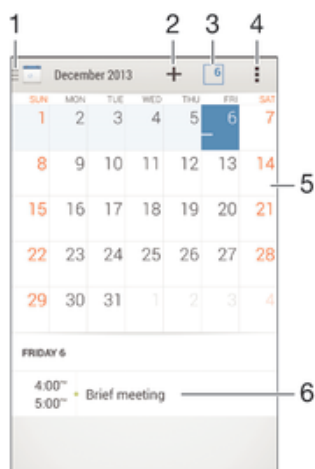 1 2 3 4
December 2013 6
SUN MON TUE WED THU FRI SAT
1 2 3 4 5 6 7
8 9 10 11 12 13 14
5
15 16 17 18 19 20 21
22 23 24 25 26 27 28
29 30 31 1 2 3 4
FRIDAY 6
4:00PM
Brief meeting 6
5:00PM